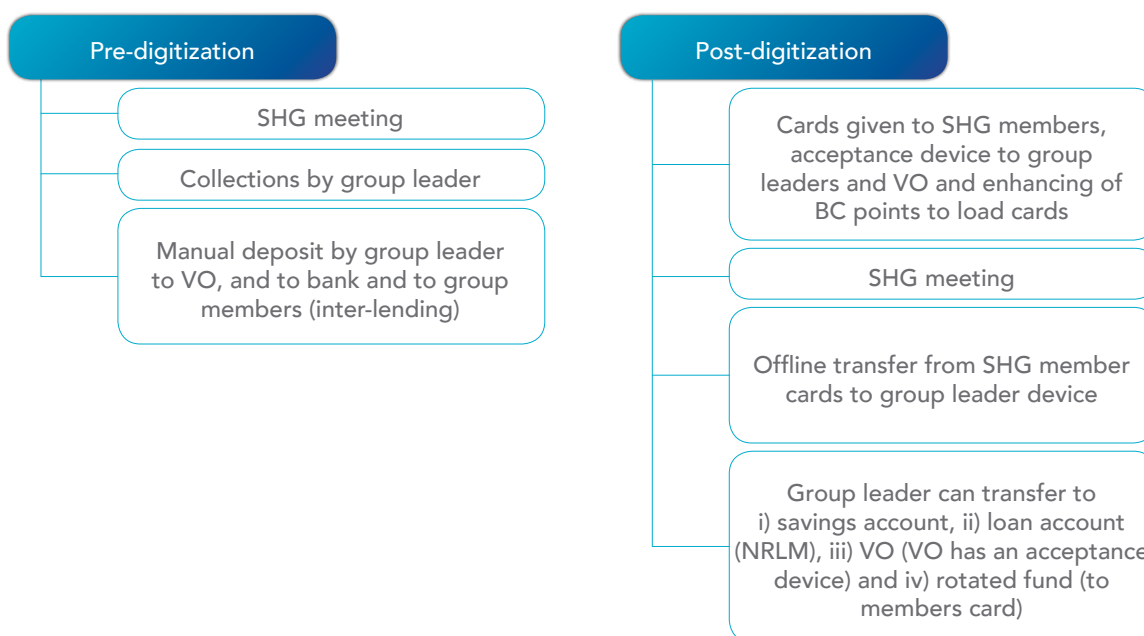 Pre-digitization
SHG meeting
Collections by group leader
Manual deposit by group leader
to VO, and to bank and to group
members (inter-lending)
Post-digitization
Cards given to SHG members,
acceptance device to group
leaders and VO and enhancing of
BC points to load cards
SHG meeting
Offline transfer from SHG member
cards to group leader device
Group leader can transfer to
i) savings account, ii) loan account
(NRLM), iii) VO (VO has an acceptance
device) and iv) rotated fund (to
members card)